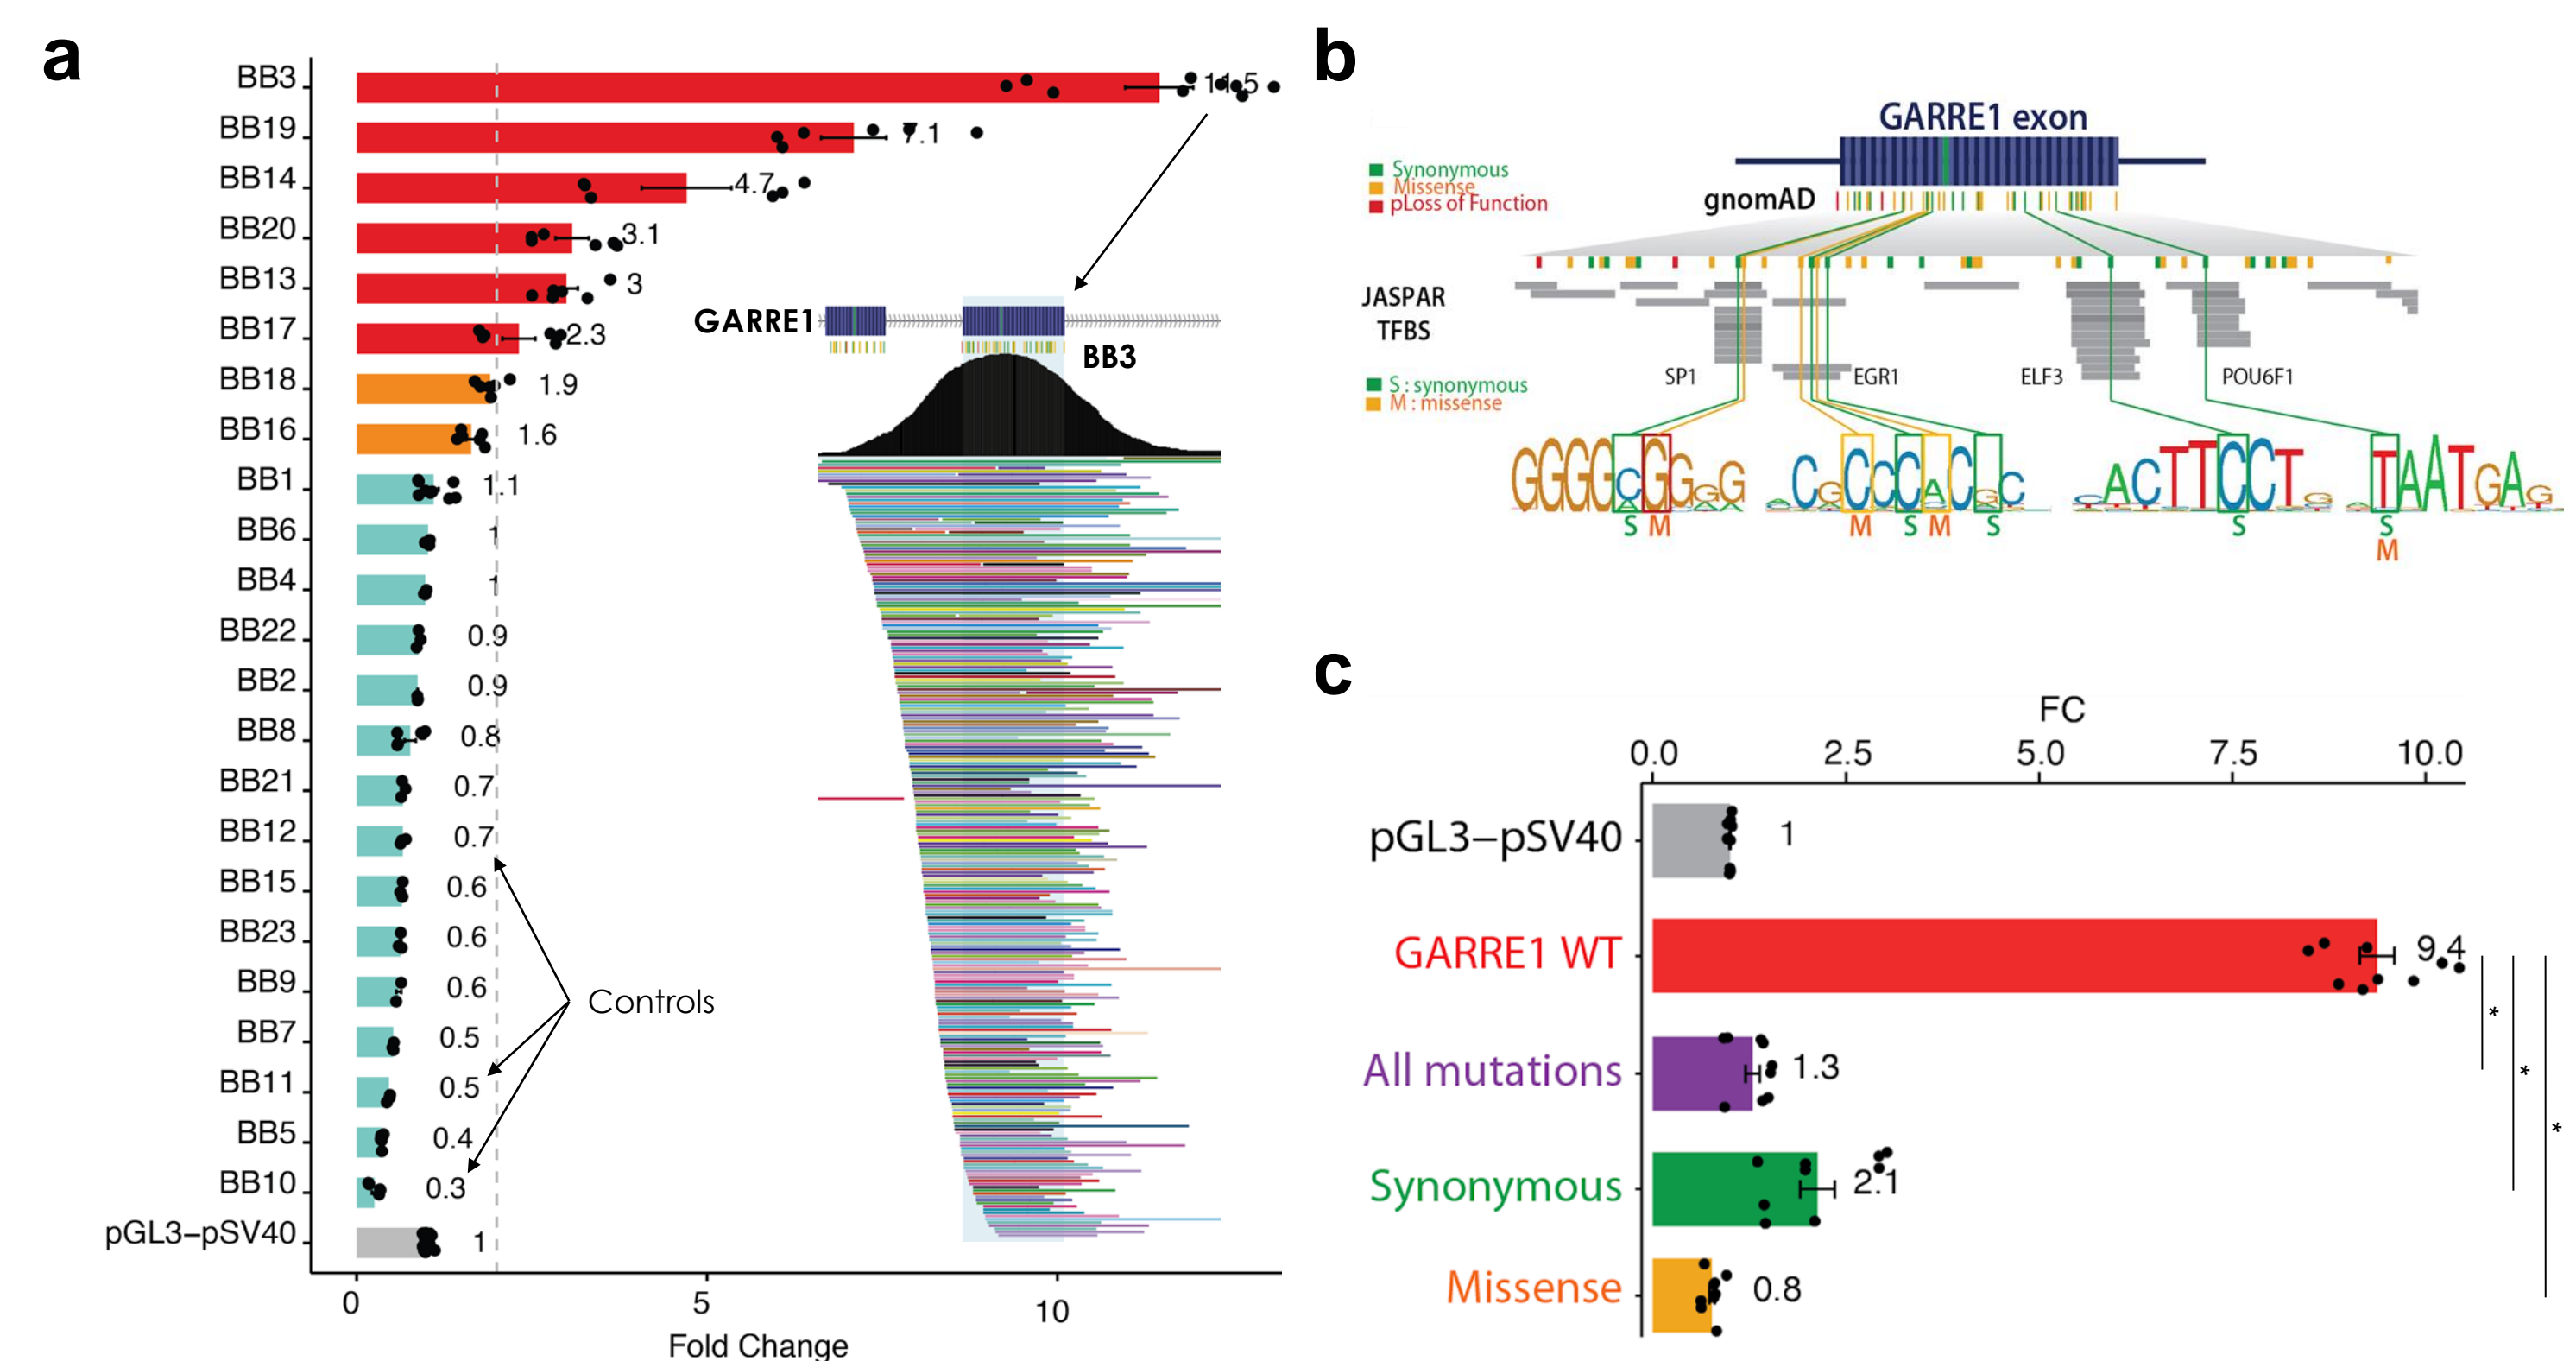 a
BB3
11.5
BB19
7.1
BB14
4.7
BB20
3.1
BB13
3
BB17
2.3
BB18
1.9
BB16
1.6
BB1
1.1
BB6
1
BB4
1
BB22
0.9
BB2
0.9
BB8
0.8
BB21
0.7
BB12
0.7
BB15
0.6
BB23
0.6
BB9
0.6
BB7
0.5
BB11
0.5
BB5
0.4
BB10
0.3
pGL3–pSV40
1
0 5 10
Fold Change
Controls
GARRE1
BB3
b
GARRE1 exon
Synonymous
Missense
pLoss of Function
gnomAD
JASPAR
TFBS
S : synonymous
M : missense
SP1
EGR1
ELF3
POU6F1
S M
M S M S
S
S
M
c
FC
0.0 2.5 5.0 7.5 10.0
pGL3–pSV40
1
GARRE1 WT
9.4
All mutations
1.3
Synonymous
2.1
Missense
0.8
*
*
*